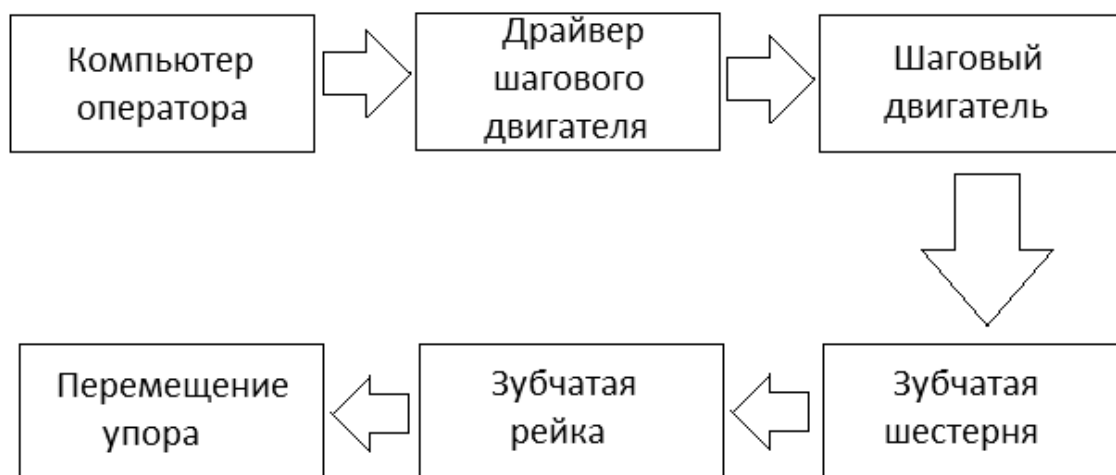 Компьютер
оператора
Драйвер
шагового
двигателя
Шаговый
двигатель
Перемещение
упора
Зубчатая
рейка
Зубчатая
шестерня